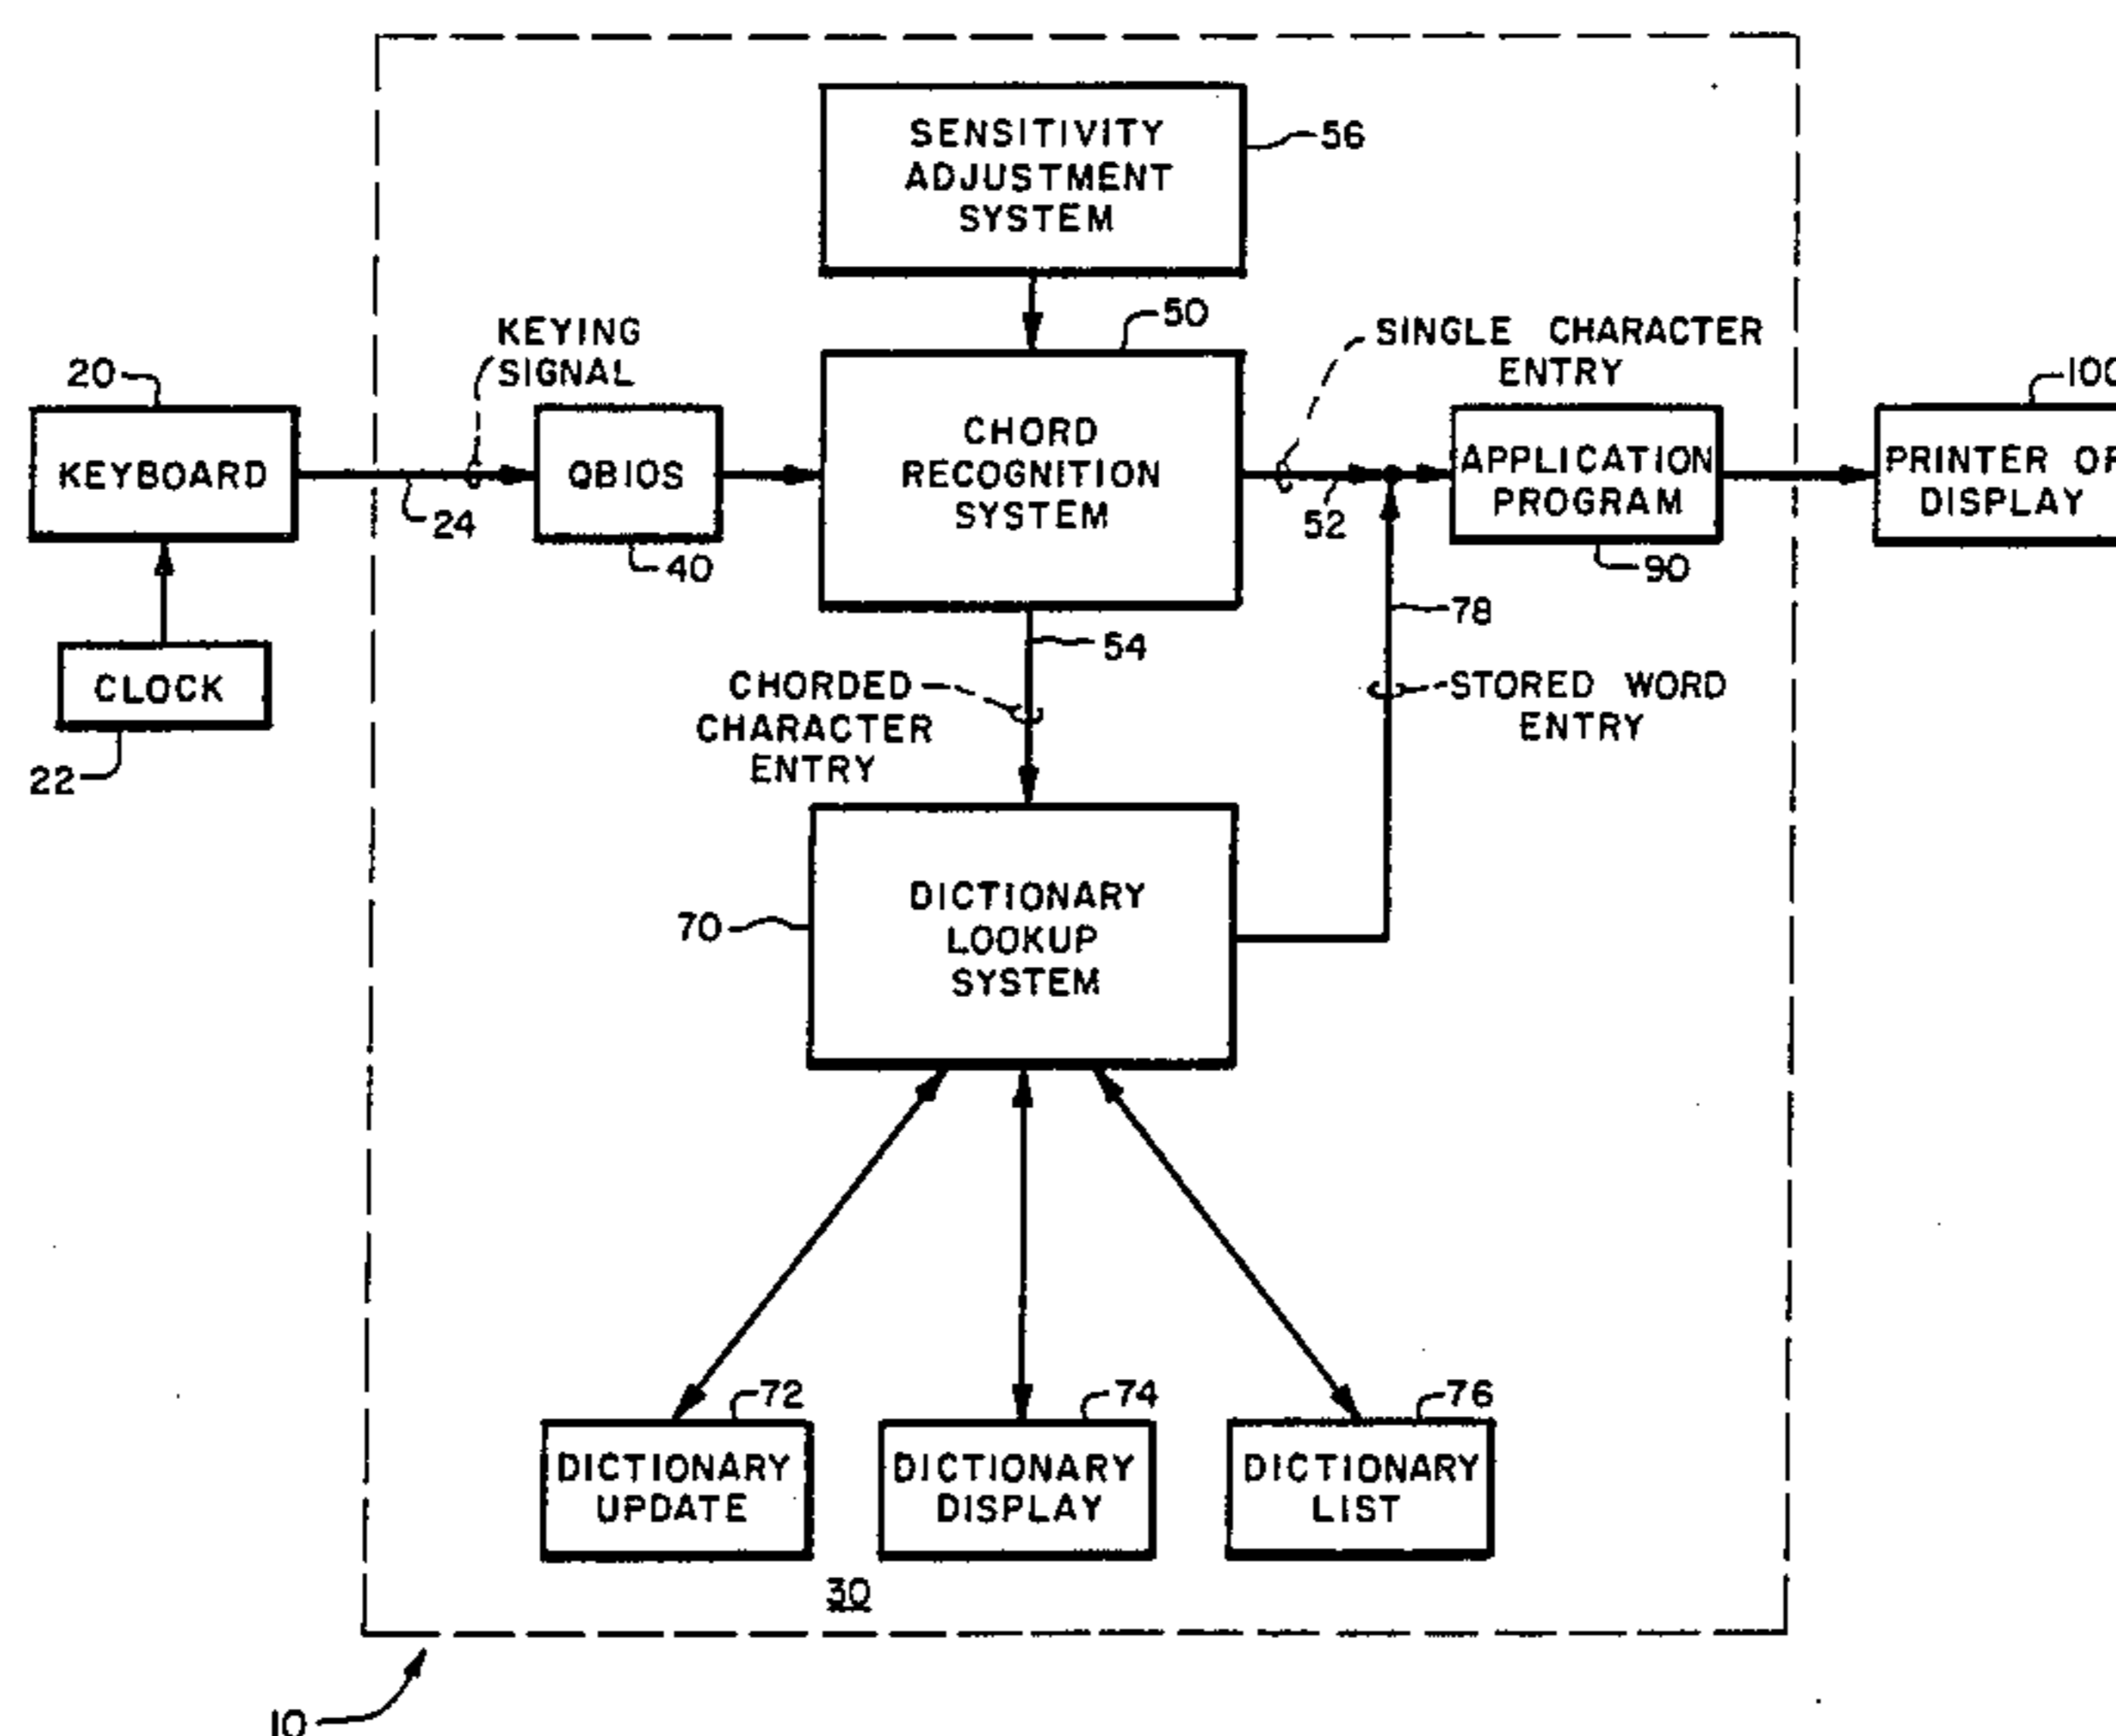 SENSITIVITY
ADJUSTMENT
SYSTEM
56
KEYING
SIGNAL
50
SINGLE CHARACTER
ENTRY
20
100
KEYBOARD
24
QBIOS
40
CHORD
RECOGNITION
SYSTEM
52
APPLICATION
PROGRAM
90
PRINTER OR
DISPLAY
CLOCK
22
54
78
CHORDED
CHARACTER
ENTRY
STORED WORD
ENTRY
70
DICTIONARY
LOOKUP
SYSTEM
72
74
76
DICTIONARY
UPDATE
DICTIONARY
DISPLAY
DICTIONARY
LIST
30
10